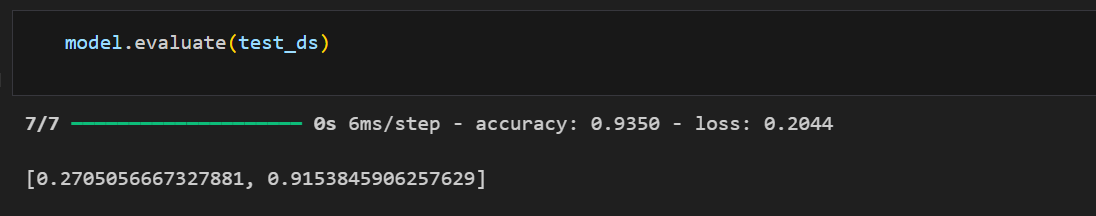 model.evaluate(test_ds)
7/7 ━━━━━━━━━━━━━━━━━━━━ 0s 6ms/step - accuracy: 0.9350 - loss: 0.2044
[0.2705056667327881, 0.9153845906257629]